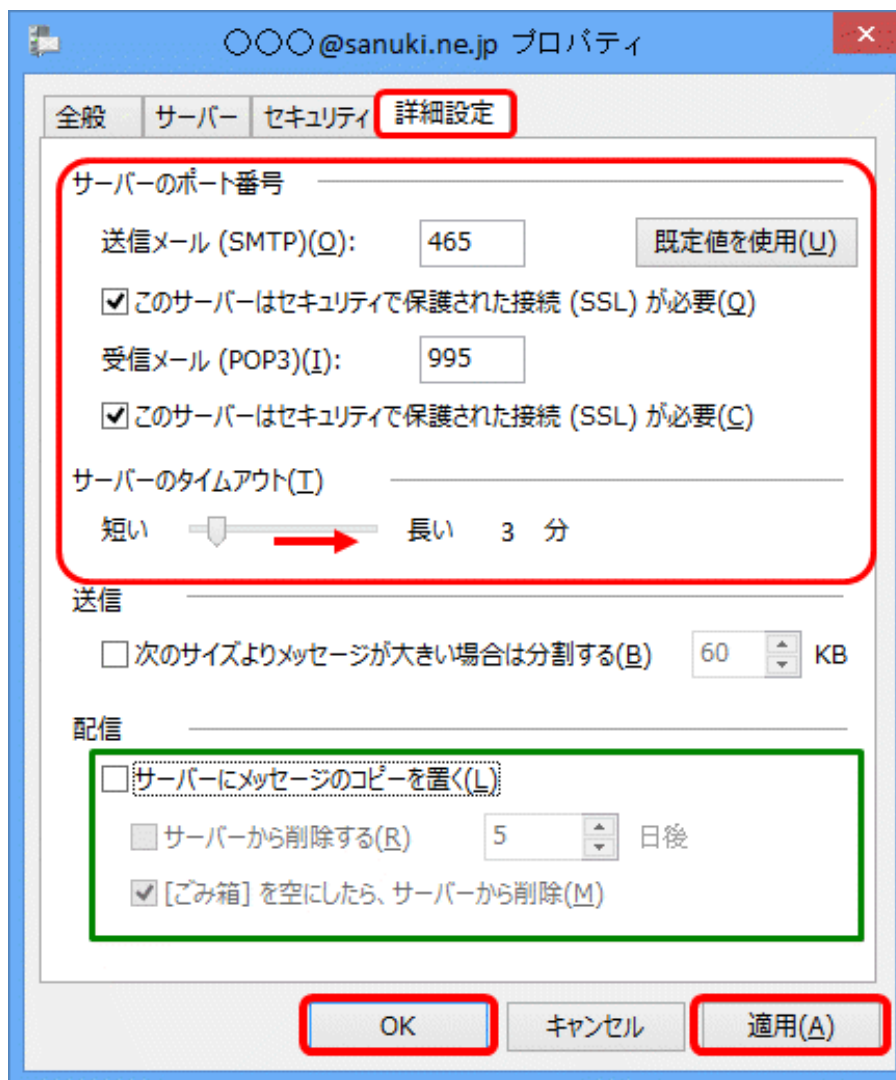 ○○○@sanuki.ne.jp プロパティ
全般 サーバー セキュリティ 詳細設定
サーバーのポート番号
送信メール (SMTP)(O): 465 既定値を使用(U)
このサーバーはセキュリティで保護された接続 (SSL) が必要(Q)
受信メール (POP3)(I): 995
このサーバーはセキュリティで保護された接続 (SSL) が必要(C)
サーバーのタイムアウト(T)
短い 長い 3 分
送信
次のサイズよりメッセージが大きい場合は分割する(B) 60 KB
配信
サーバーにメッセージのコピーを置く(L)
サーバーから削除する(R) 5 日後
[ごみ箱] を空にしたら、サーバーから削除(M)
OK キャンセル 適用(A)